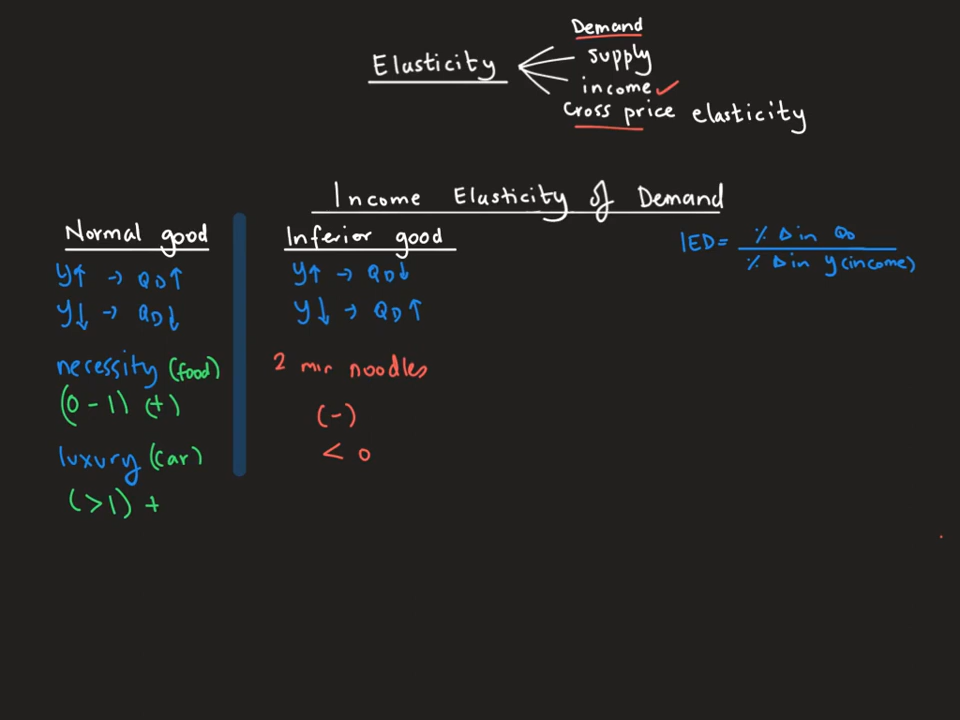 Demand
Elasticity
supply
income ✓
Cross price elasticity
Income Elasticity of Demand
Normal good
Y↑ → QD↑
Y↓ → QD↓
necessity (food)
(0 - 1) (+)
luxury (car)
(>1) +
Inferior good
Y↑ → QD↓
Y↓ → QD↑
2 min noodles
(-)
< 0
IED = % Δ in QD
% Δ in Y (income)